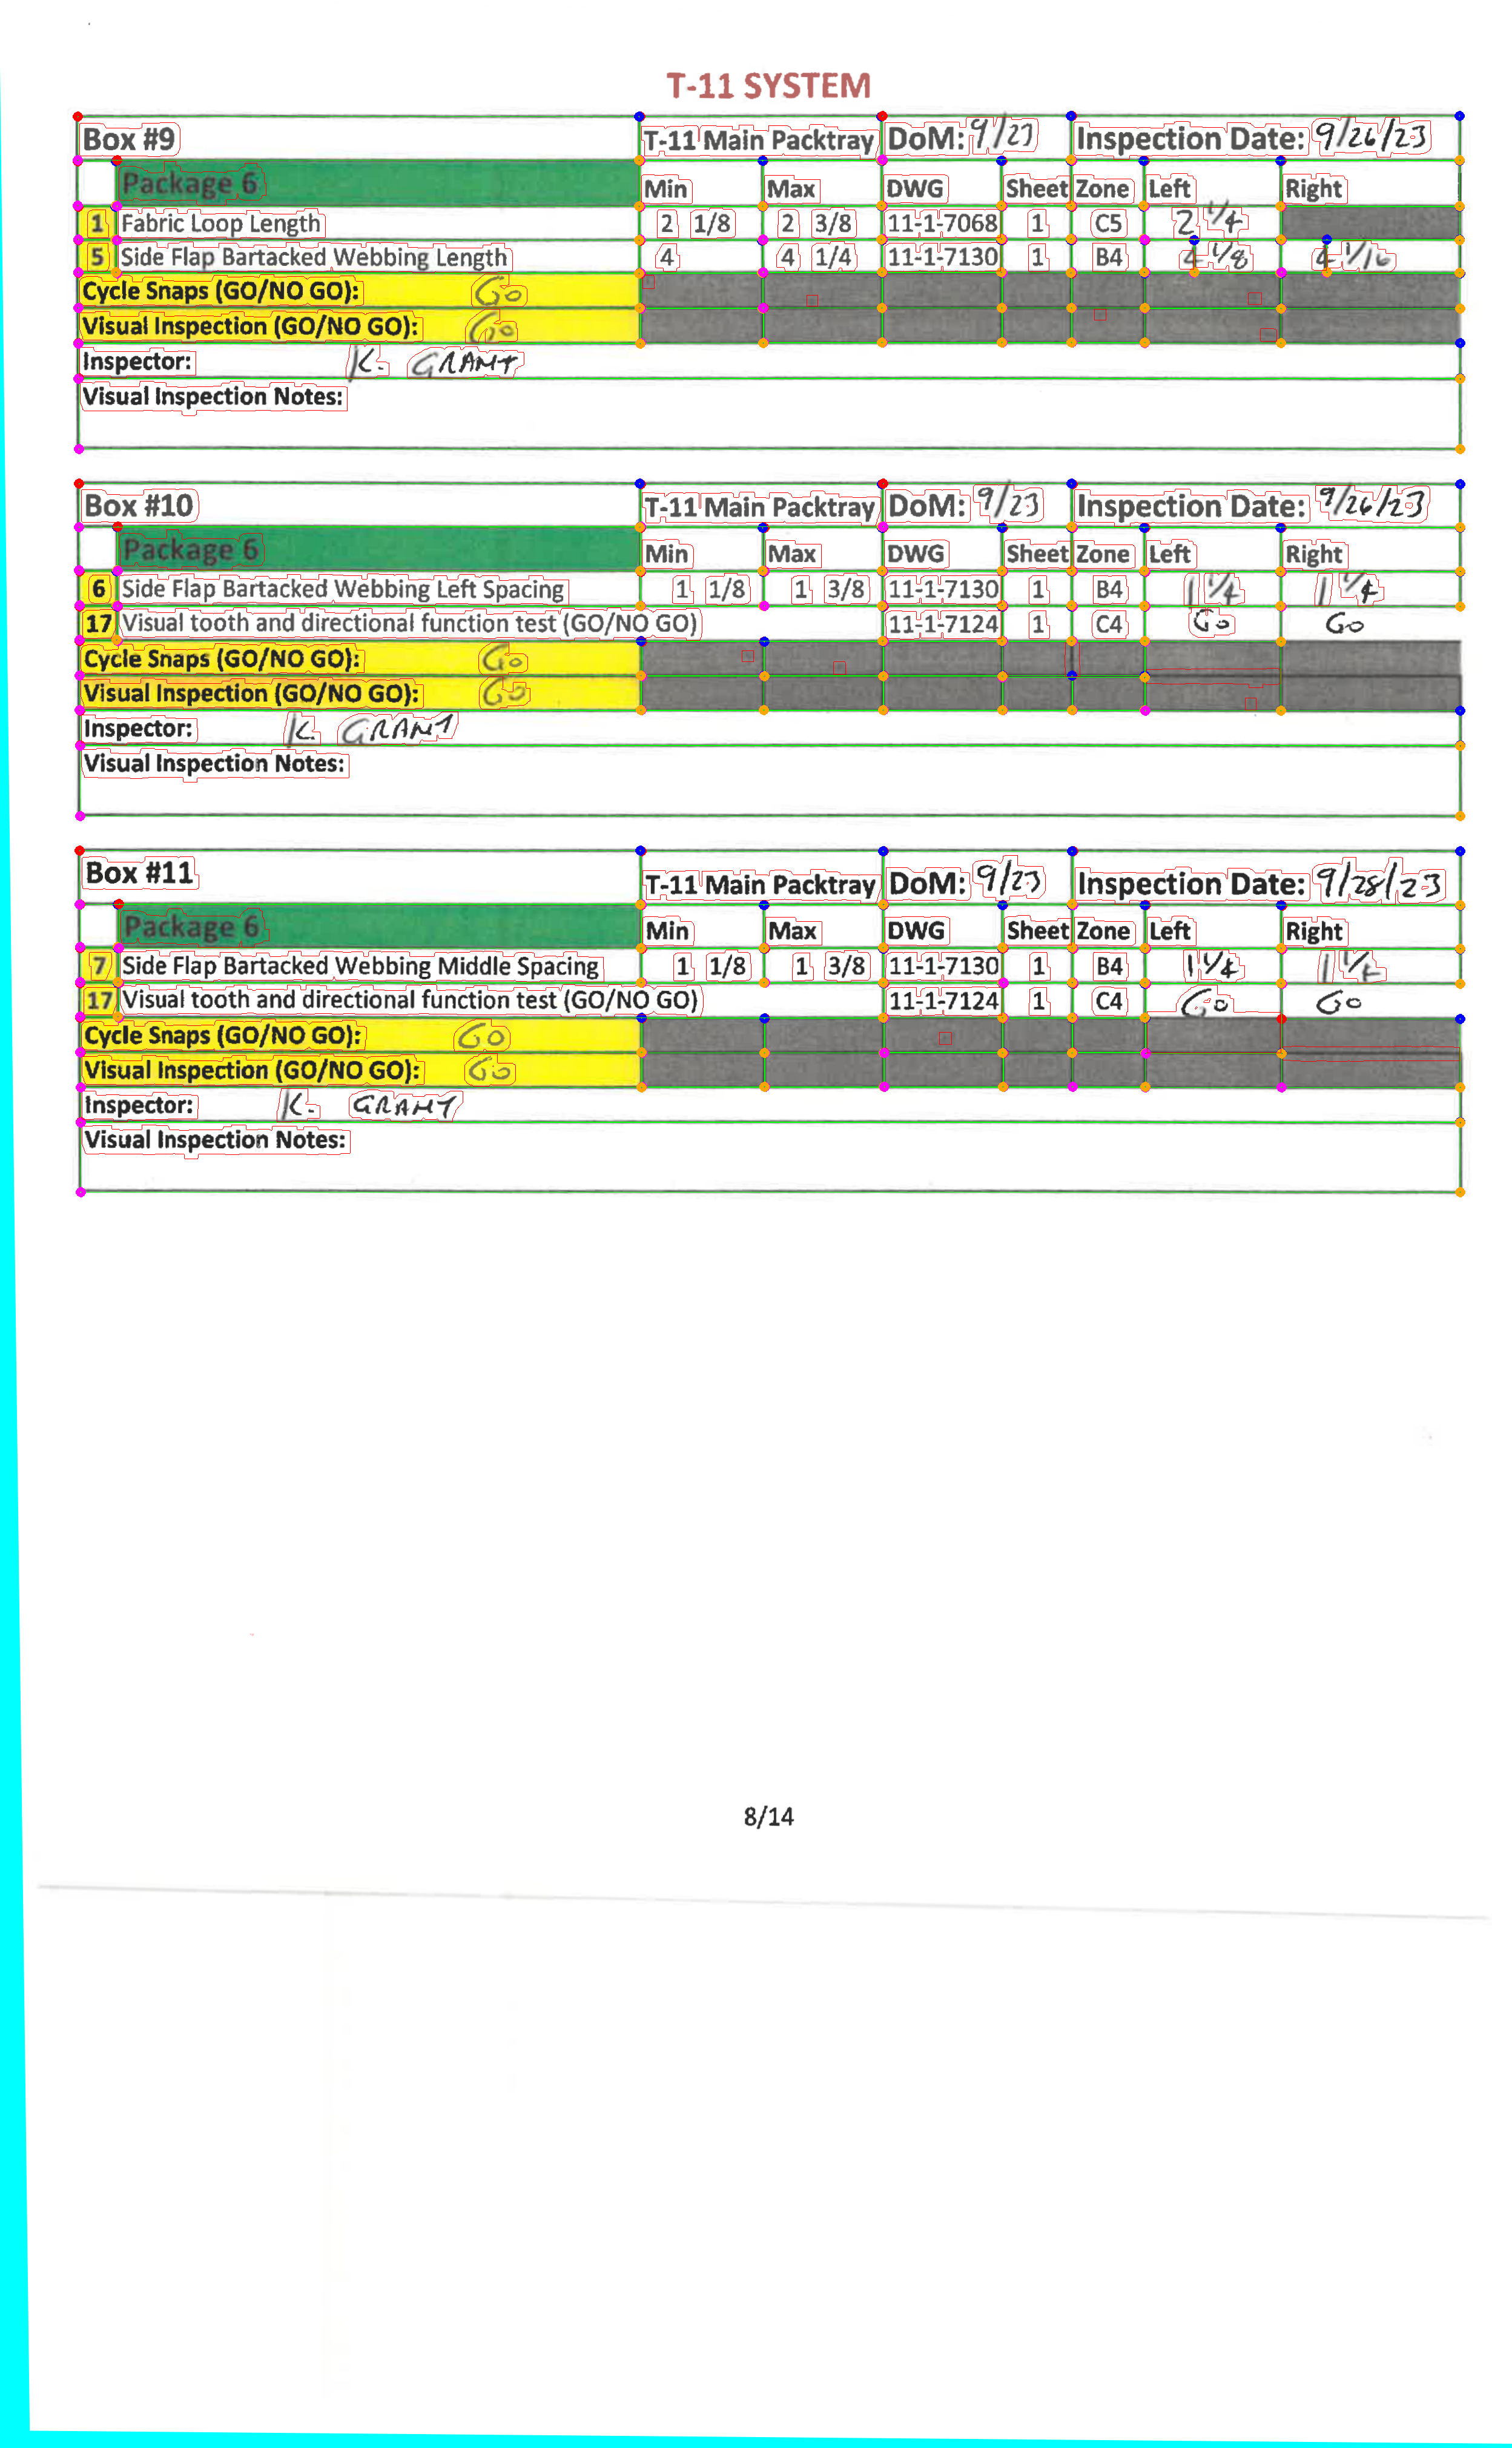 T-11 SYSTEM
Box #9 T-11 Main Packtray DoM: 9/23 Inspection Date: 9/26/23
Package 6 Min Max DWG Sheet Zone Left Right
1 Fabric Loop Length 2 1/8 2 3/8 11-1-7068 1 C5 2 1/4
5 Side Flap Bartacked Webbing Length 4 4 1/4 11-1-7130 1 B4 4 1/8 4 1/16
Cycle Snaps (GO/NO GO): Go
Visual Inspection (GO/NO GO): Go
Inspector: K. GRANT
Visual Inspection Notes:
Box #10 T-11 Main Packtray DoM: 9/23 Inspection Date: 9/26/23
Package 6 Min Max DWG Sheet Zone Left Right
6 Side Flap Bartacked Webbing Left Spacing 1 1/8 1 3/8 11-1-7130 1 B4 1 1/4 1 1/4
17 Visual tooth and directional function test (GO/NO GO) 11-1-7124 1 C4 Go Go
Cycle Snaps (GO/NO GO): Go
Visual Inspection (GO/NO GO): Go
Inspector: K. GRANT
Visual Inspection Notes:
Box #11 T-11 Main Packtray DoM: 9/23 Inspection Date: 9/28/23
Package 6 Min Max DWG Sheet Zone Left Right
7 Side Flap Bartacked Webbing Middle Spacing 1 1/8 1 3/8 11-1-7130 1 B4 1 1/4 1 1/4
17 Visual tooth and directional function test (GO/NO GO) 11-1-7124 1 C4 Go Go
Cycle Snaps (GO/NO GO): GO
Visual Inspection (GO/NO GO): Go
Inspector: K. GRANT
Visual Inspection Notes:
8/14